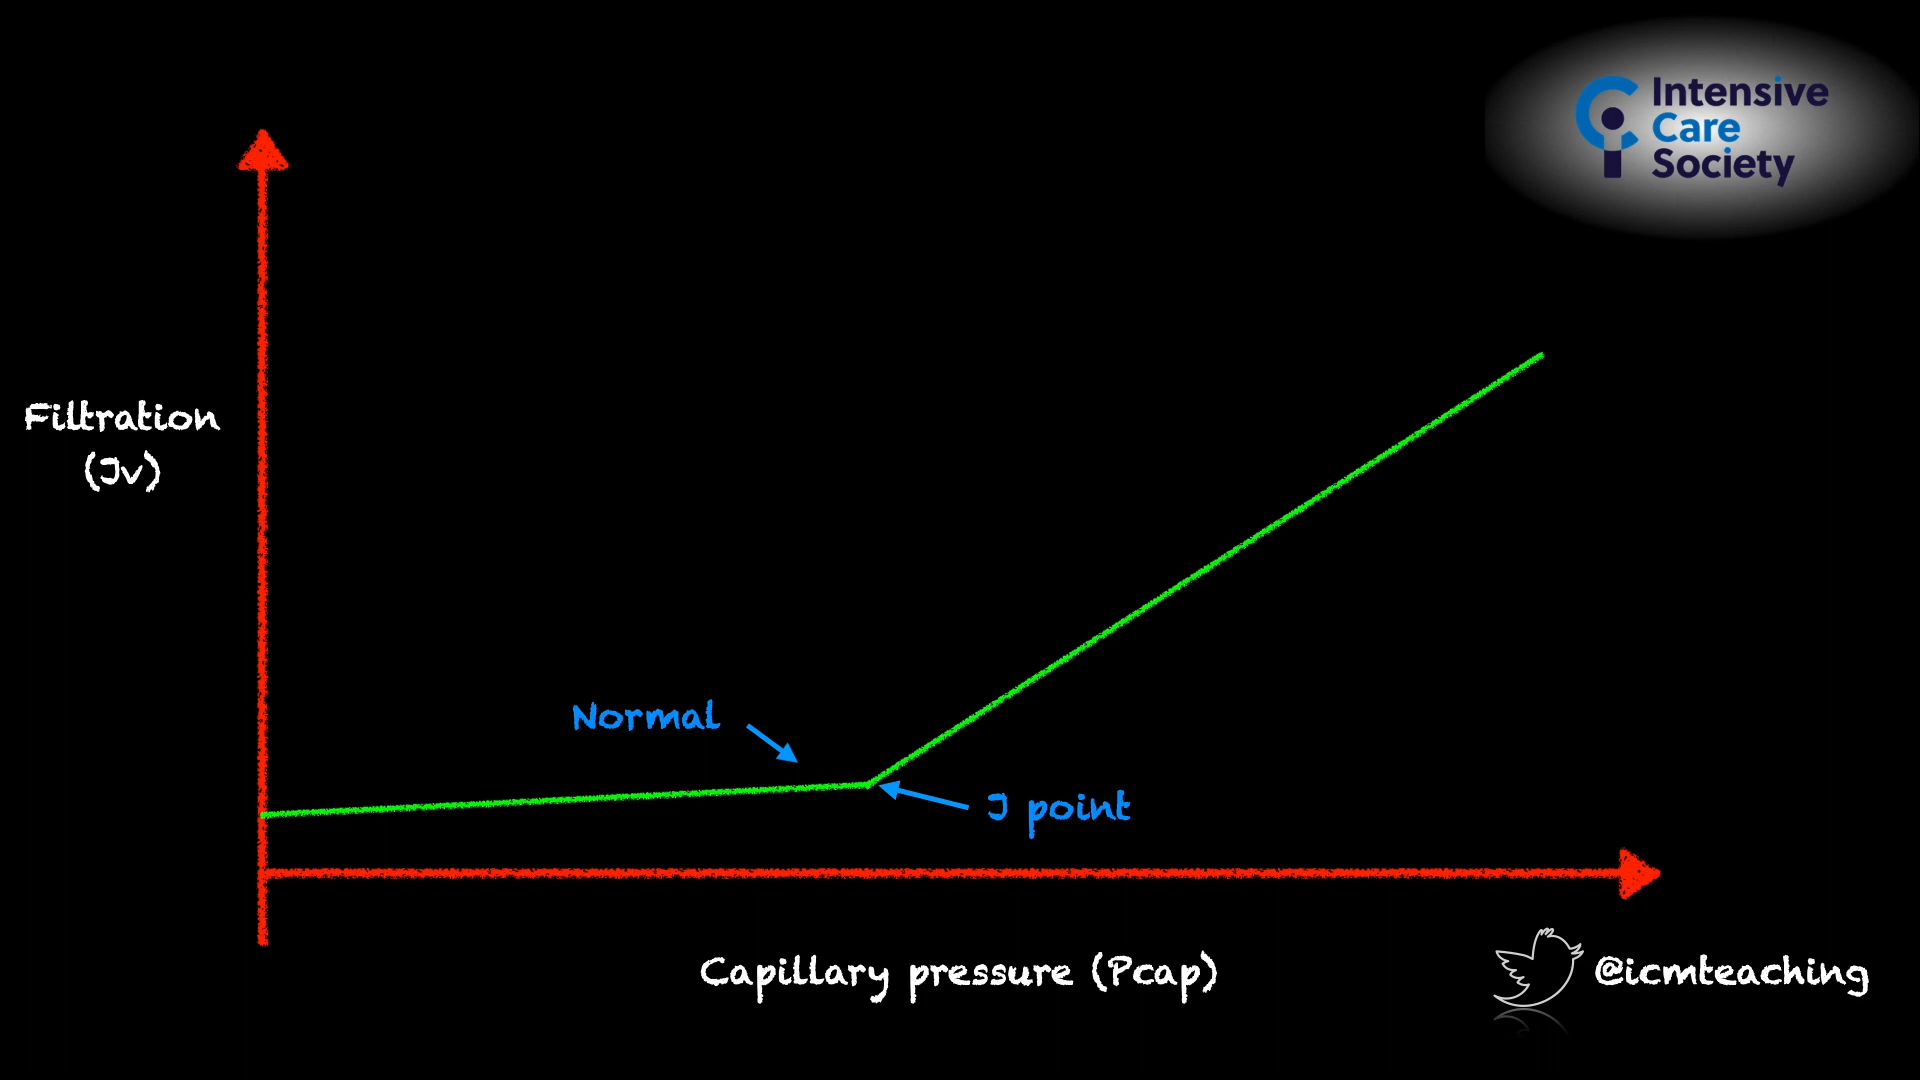 Intensive
Care
Society
Filtration
(Jv)
Normal
J point
Capillary pressure (Pcap)
@icmteaching